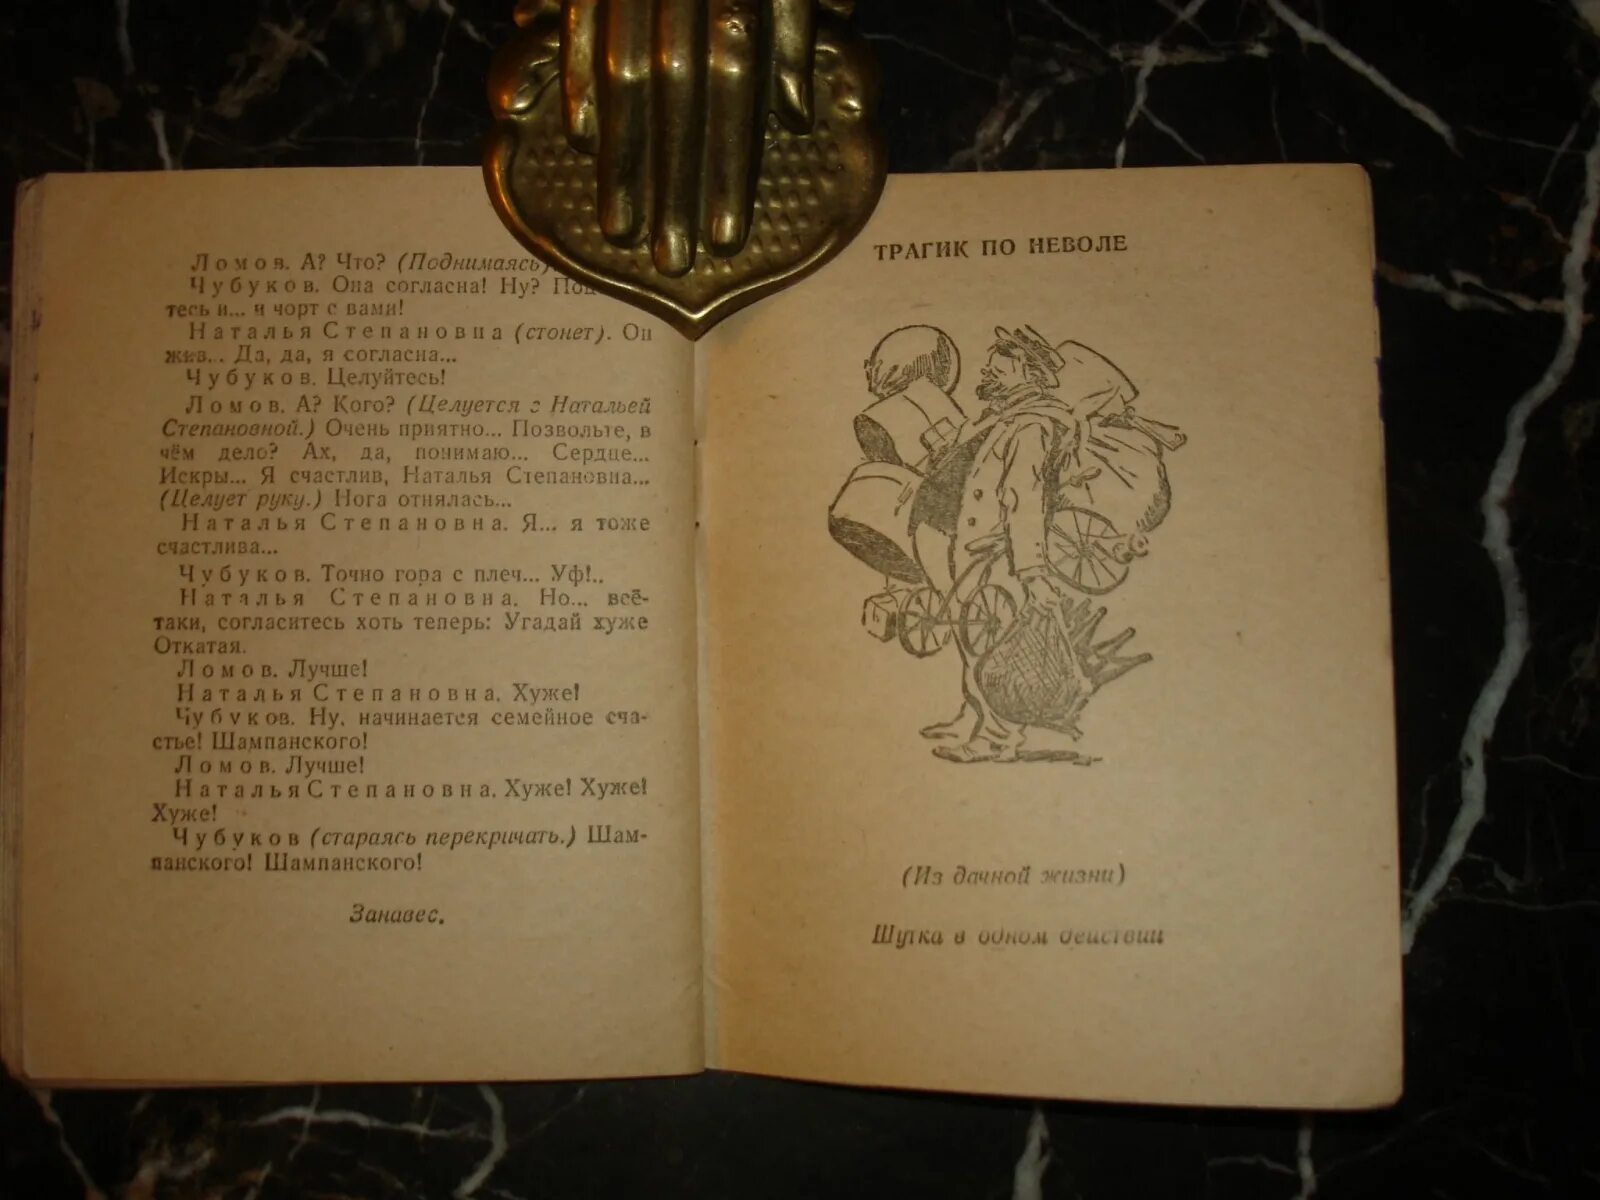 Ломов. А? Что? (Поднимаясь)
Чубуков. Она согласна! Ну?
тесь и... и чорт с вами!
Наталья Степановна (стонет). Он
жив... Да, да, я согласна...
Чубуков. Целуйтесь!
Ломов. А? Кого? (Целуется с Натальей
Степановной.) Очень приятно... Позвольте, в
чём дело? Ах, да, понимаю... Сердце...
Искры... Я счастлив, Наталья Степановна...
(Целует руку.) Нога отнялась...
Наталья Степановна. Я... я тоже
счастлива...
Чубуков. Точно гора с плеч... Уф!..
Наталья Степановна. Но... всё-
таки, согласитесь хоть теперь: Угадай хуже
Откатая.
Ломов. Лучше!
Наталья Степановна. Хуже!
Чубуков. Ну, начинается семейное сча-
стье! Шампанского!
Ломов. Лучше!
Наталья Степановна. Хуже! Хуже!
Хуже!
Чубуков (стараясь перекричать.) Шам-
панского! Шампанского!
Занавес.
ТРАГИК ПО НЕВОЛЕ
(Из дачной жизни)
Шутка в одном действии